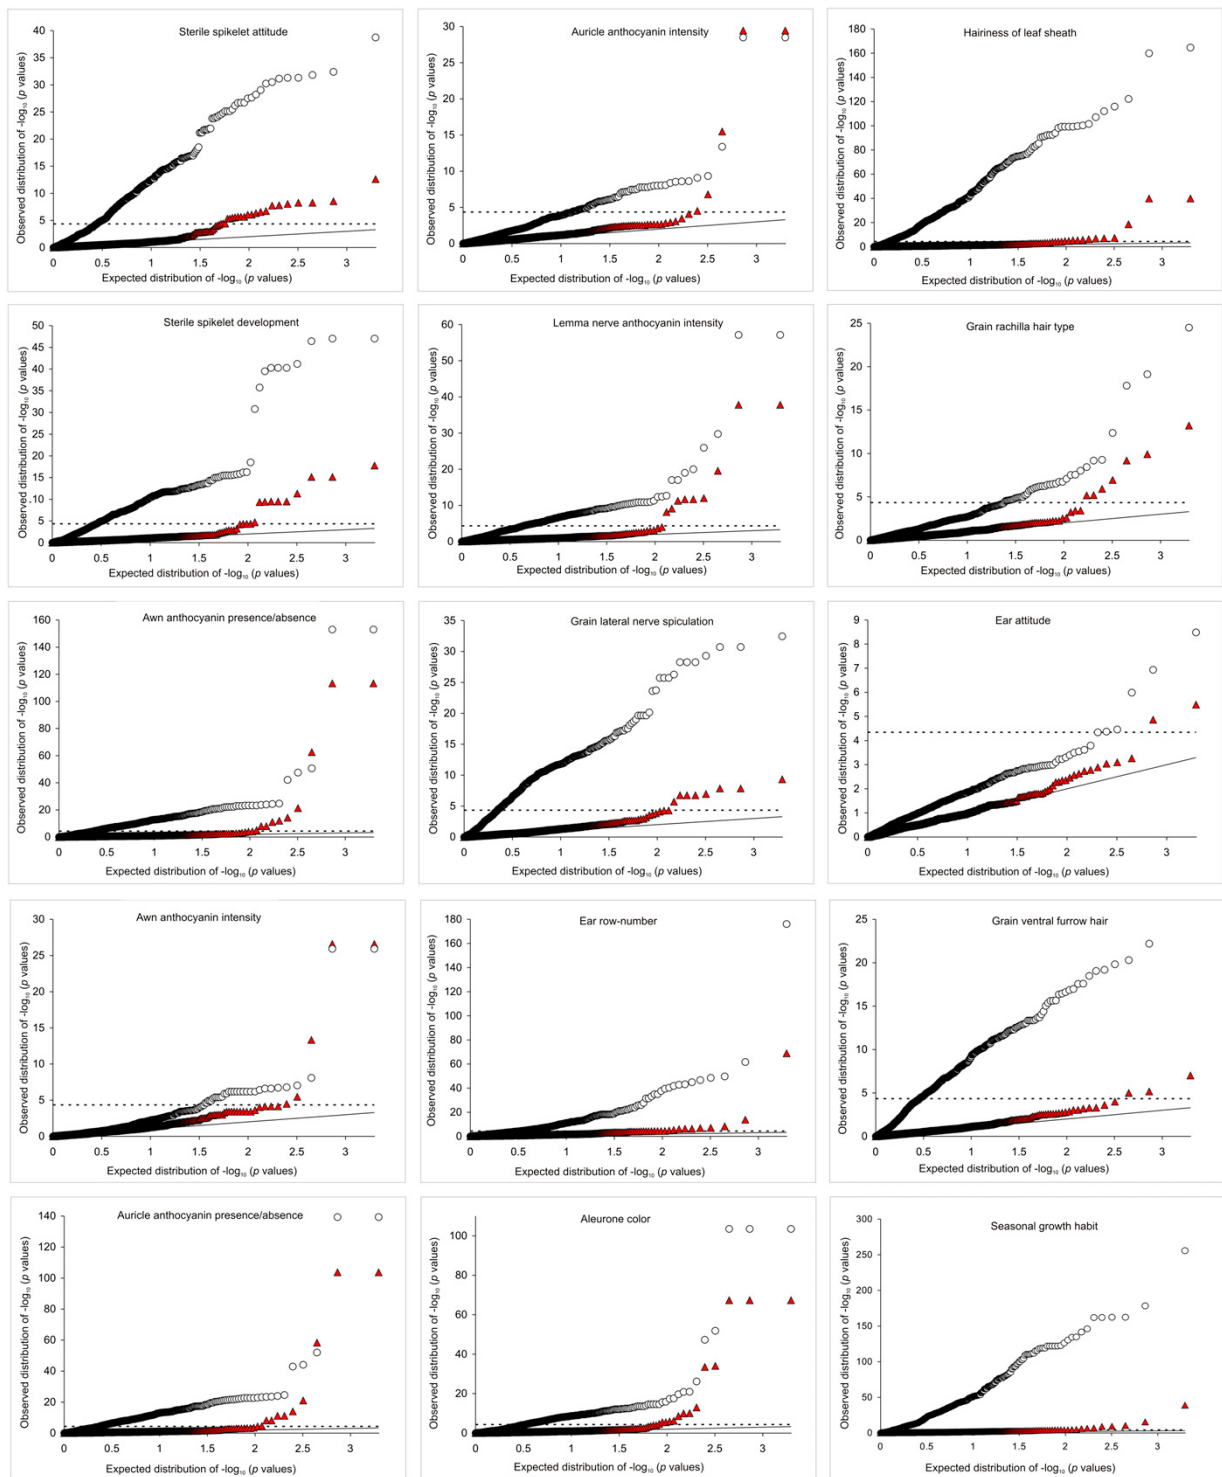 Sterile spikelet attitude
Observed distribution of -log₁₀ (p values)
40
35
30
25
20
15
10
5
0
0 0.5 1 1.5 2 2.5 3
Expected distribution of -log₁₀ (p values)
Auricle anthocyanin intensity
Observed distribution of -log₁₀ (p values)
30
25
20
15
10
5
0
0 0.5 1 1.5 2 2.5 3
Expected distribution of -log₁₀ (p values)
Hairiness of leaf sheath
Observed distribution of -log₁₀ (p values)
180
160
140
120
100
80
60
40
20
0
0 0.5 1 1.5 2 2.5 3
Expected distribution of -log₁₀ (p values)
Sterile spikelet development
Observed distribution of -log₁₀ (p values)
50
45
40
35
30
25
20
15
10
5
0
0 0.5 1 1.5 2 2.5 3
Expected distribution of -log₁₀ (p values)
Lemma nerve anthocyanin intensity
Observed distribution of -log₁₀ (p values)
60
50
40
30
20
10
0
0 0.5 1 1.5 2 2.5 3
Expected distribution of -log₁₀ (p values)
Grain rachilla hair type
Observed distribution of -log₁₀ (p values)
25
20
15
10
5
0
0 0.5 1 1.5 2 2.5 3
Expected distribution of -log₁₀ (p values)
Awn anthocyanin presence/absence
Observed distribution of -log₁₀ (p values)
160
140
120
100
80
60
40
20
0
0 0.5 1 1.5 2 2.5 3
Expected distribution of -log₁₀ (p values)
Grain lateral nerve spiculation
Observed distribution of -log₁₀ (p values)
35
30
25
20
15
10
5
0
0 0.5 1 1.5 2 2.5 3
Expected distribution of -log₁₀ (p values)
Ear attitude
Observed distribution of -log₁₀ (p values)
9
8
7
6
5
4
3
2
1
0
0 0.5 1 1.5 2 2.5 3
Expected distribution of -log₁₀ (p values)
Awn anthocyanin intensity
Observed distribution of -log₁₀ (p values)
30
25
20
15
10
5
0
0 0.5 1 1.5 2 2.5 3
Expected distribution of -log₁₀ (p values)
Ear row-number
Observed distribution of -log₁₀ (p values)
180
160
140
120
100
80
60
40
20
0
0 0.5 1 1.5 2 2.5 3
Expected distribution of -log₁₀ (p values)
Grain ventral furrow hair
Observed distribution of -log₁₀ (p values)
25
20
15
10
5
0
0 0.5 1 1.5 2 2.5 3
Expected distribution of -log₁₀ (p values)
Auricle anthocyanin presence/absence
Observed distribution of -log₁₀ (p values)
140
120
100
80
60
40
20
0
0 0.5 1 1.5 2 2.5 3
Expected distribution of -log₁₀ (p values)
Aleurone color
Observed distribution of -log₁₀ (p values)
100
80
60
40
20
0
0 0.5 1 1.5 2 2.5 3
Expected distribution of -log₁₀ (p values)
Seasonal growth habit
Observed distribution of -log₁₀ (p values)
300
250
200
150
100
50
0
0 0.5 1 1.5 2 2.5 3
Expected distribution of -log₁₀ (p values)